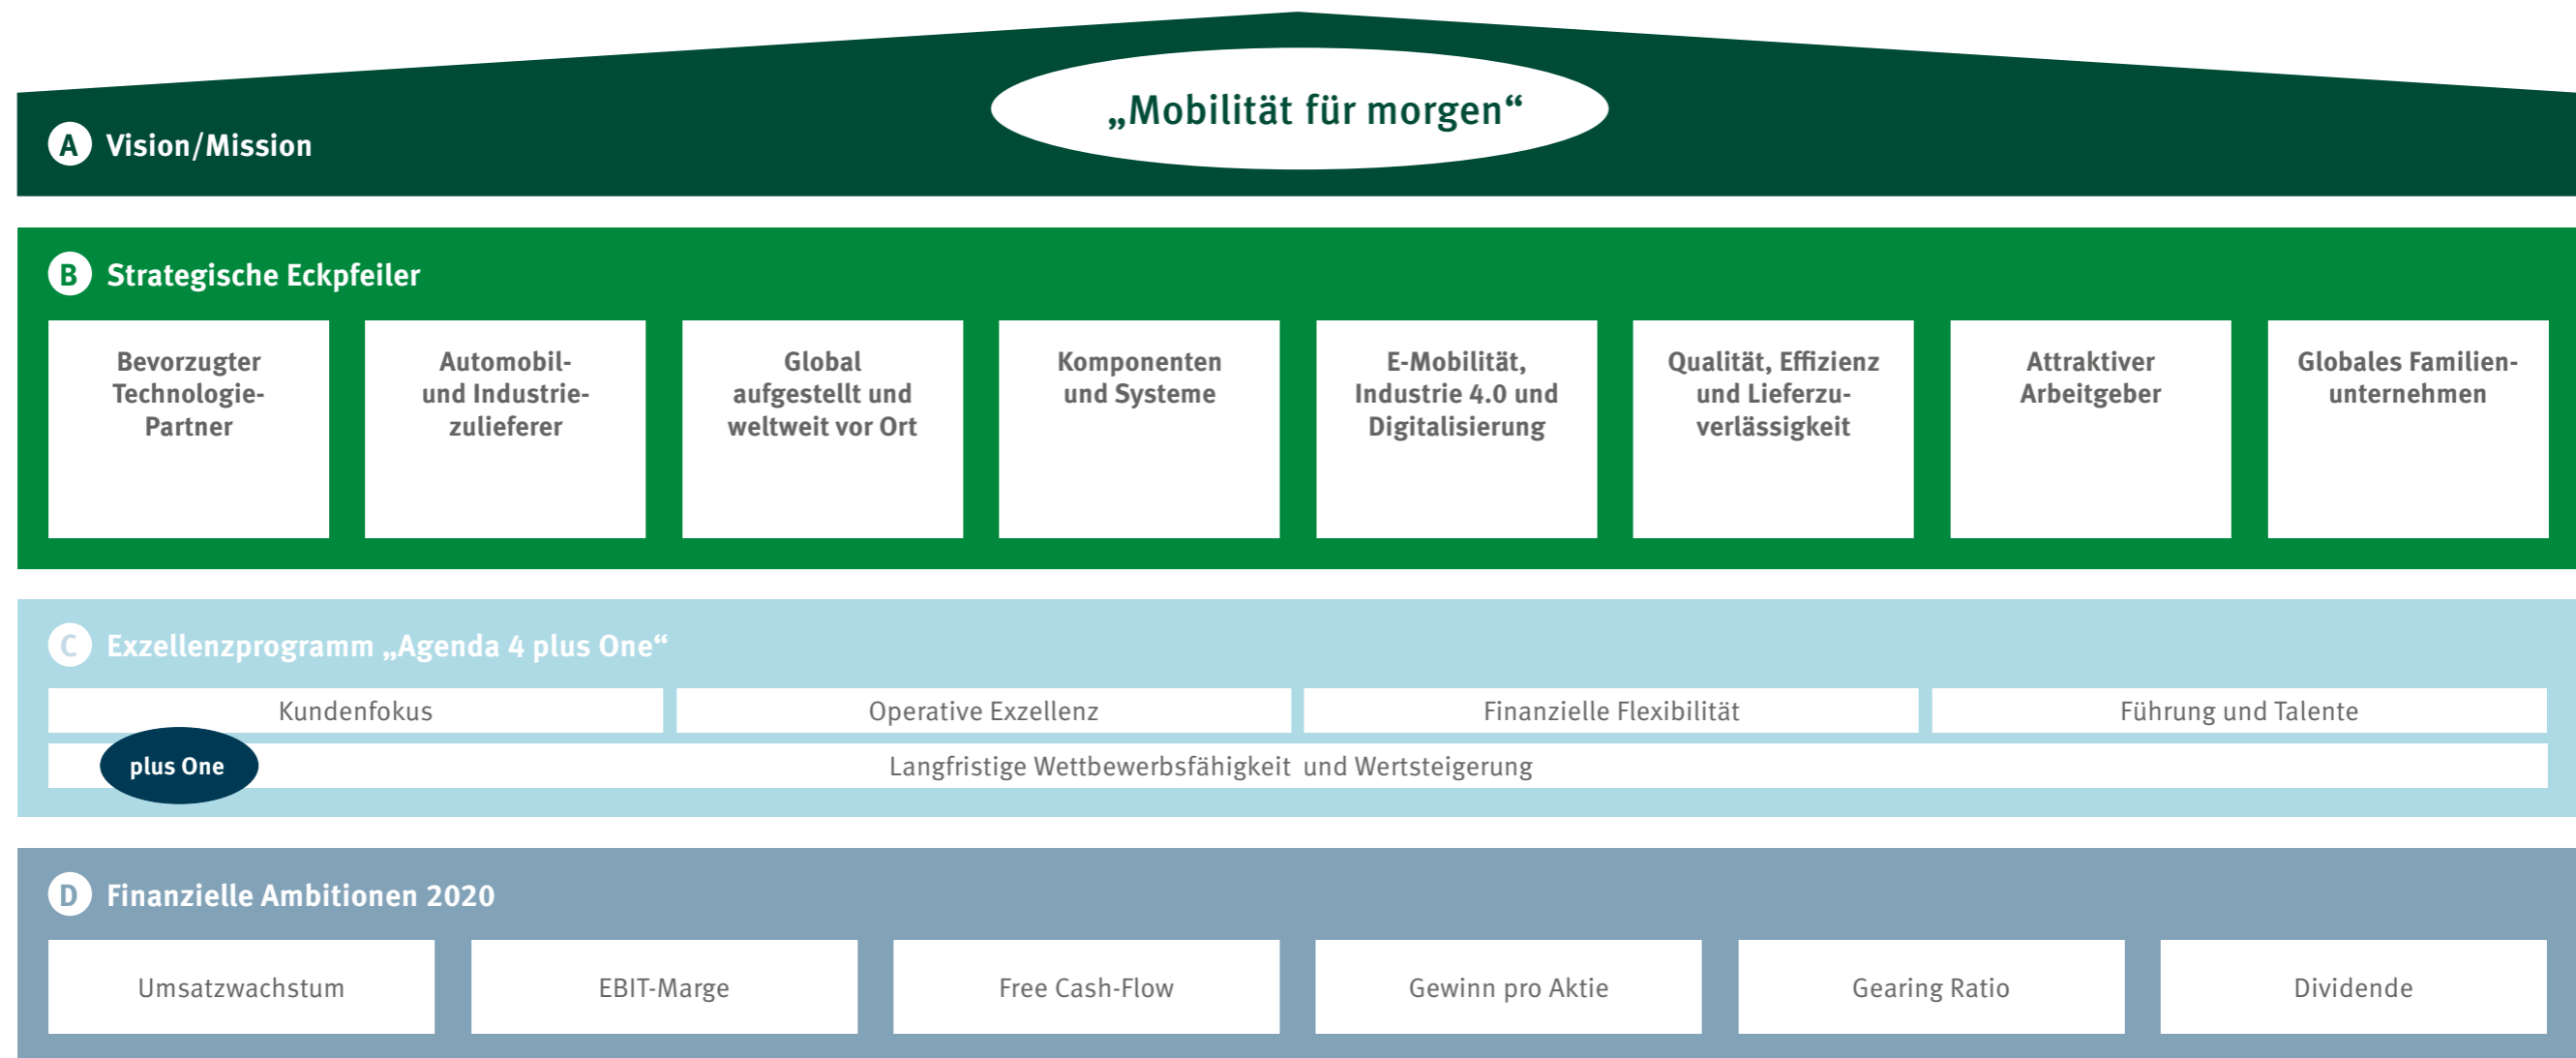 „Mobilität für morgen“
A Vision/Mission
B Strategische Eckpfeiler
Bevorzugter
Technologie-
Partner
Automobil-
und Industrie-
zulieferer
Global
aufgestellt und
weltweit vor Ort
Komponenten
und Systeme
E-Mobilität,
Industrie 4.0 und
Digitalisierung
Qualität, Effizienz
und Lieferzu-
verlässigkeit
Attraktiver
Arbeitgeber
Globales Familien-
unternehmen
C Exzellenzprogramm „Agenda 4 plus One“
Kundenfokus
Operative Exzellenz
Finanzielle Flexibilität
Führung und Talente
plus One
Langfristige Wettbewerbsfähigkeit und Wertsteigerung
D Finanzielle Ambitionen 2020
Umsatzwachstum
EBIT-Marge
Free Cash-Flow
Gewinn pro Aktie
Gearing Ratio
Dividende